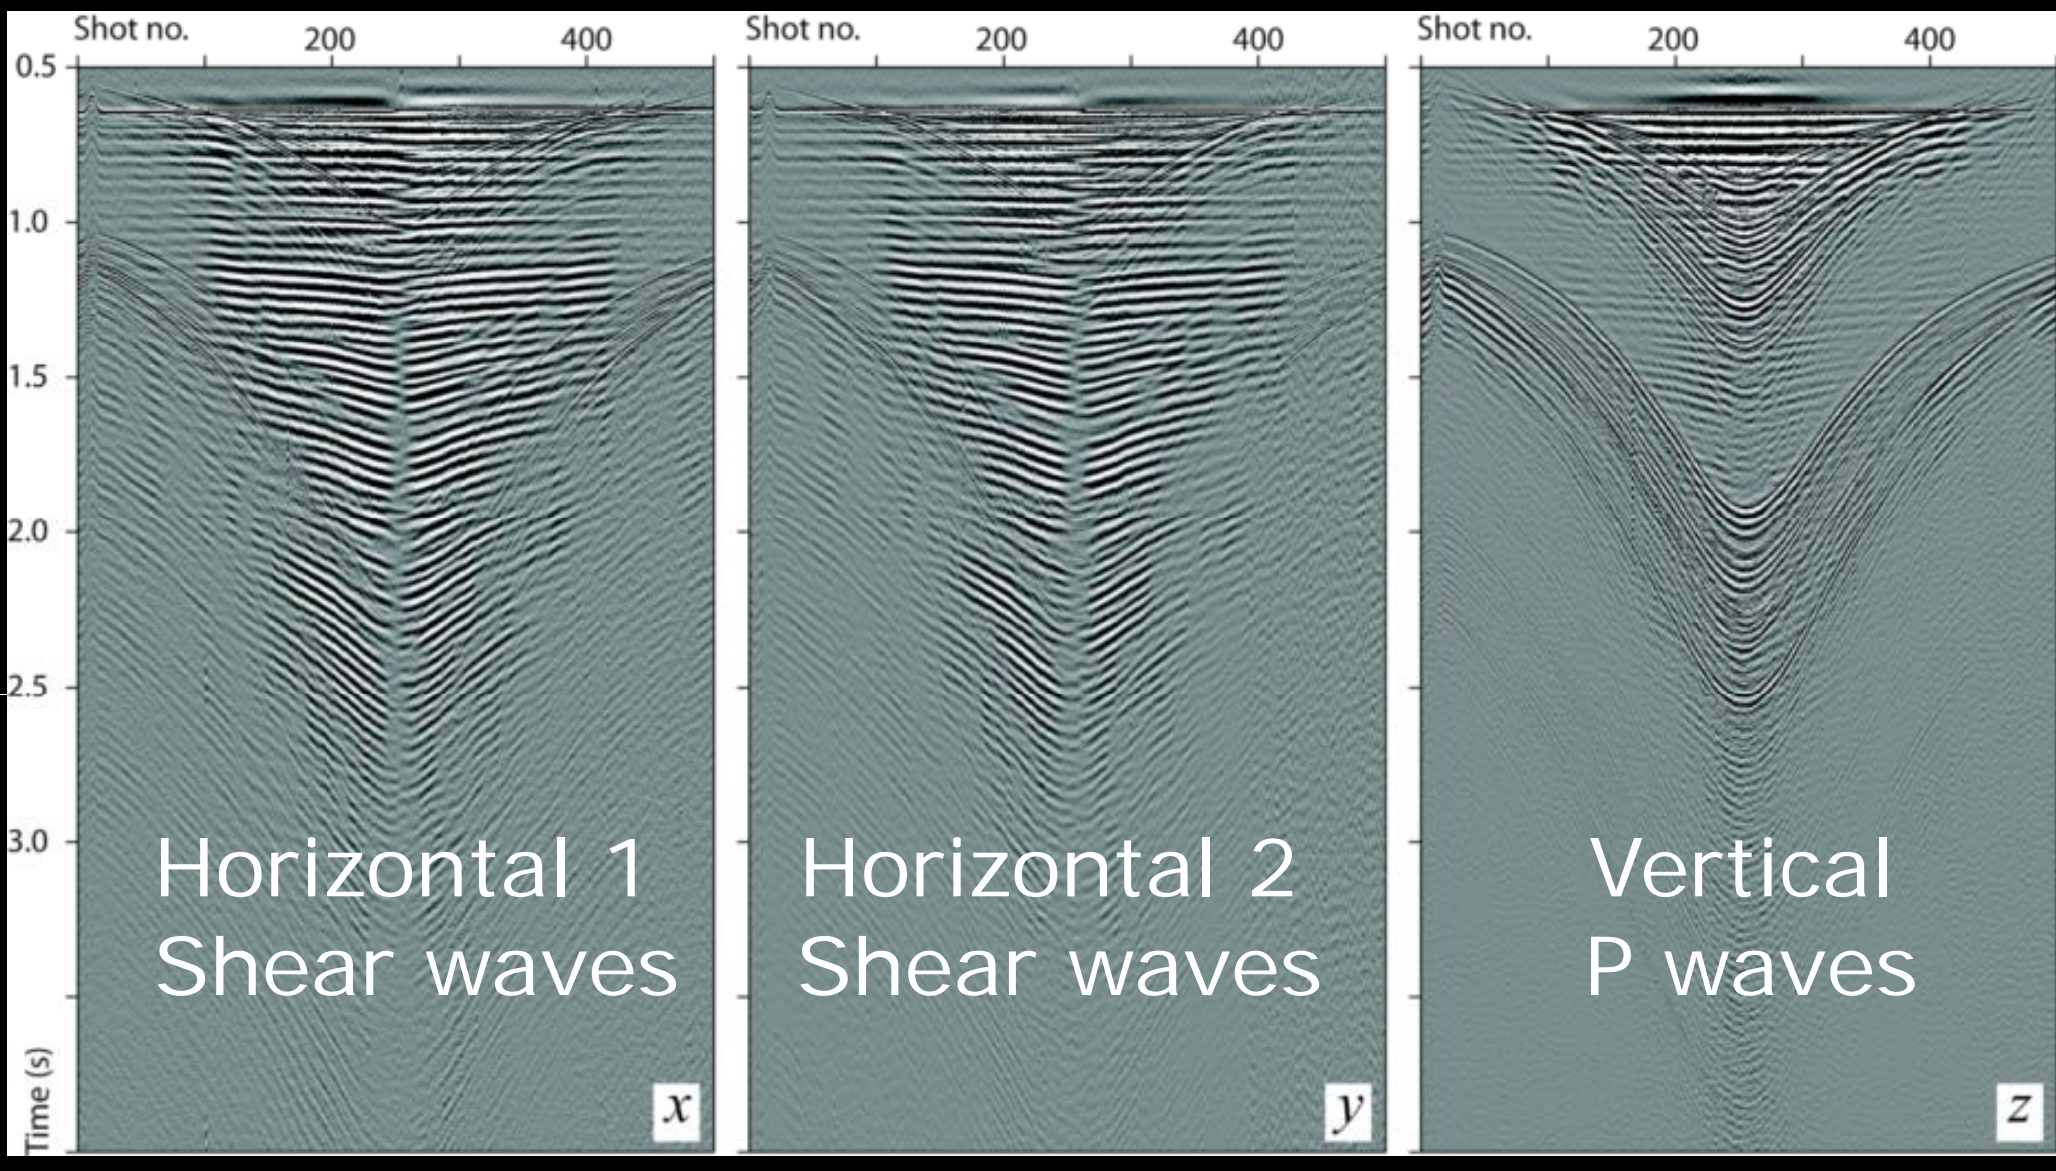 Shot no. 200 400 Shot no. 200 400 Shot no. 200 400
0.5
1.0
1.5
2.0
2.5
3.0
Time (s)
Horizontal 1
Shear waves
x
Horizontal 2
Shear waves
y
Vertical
P waves
z